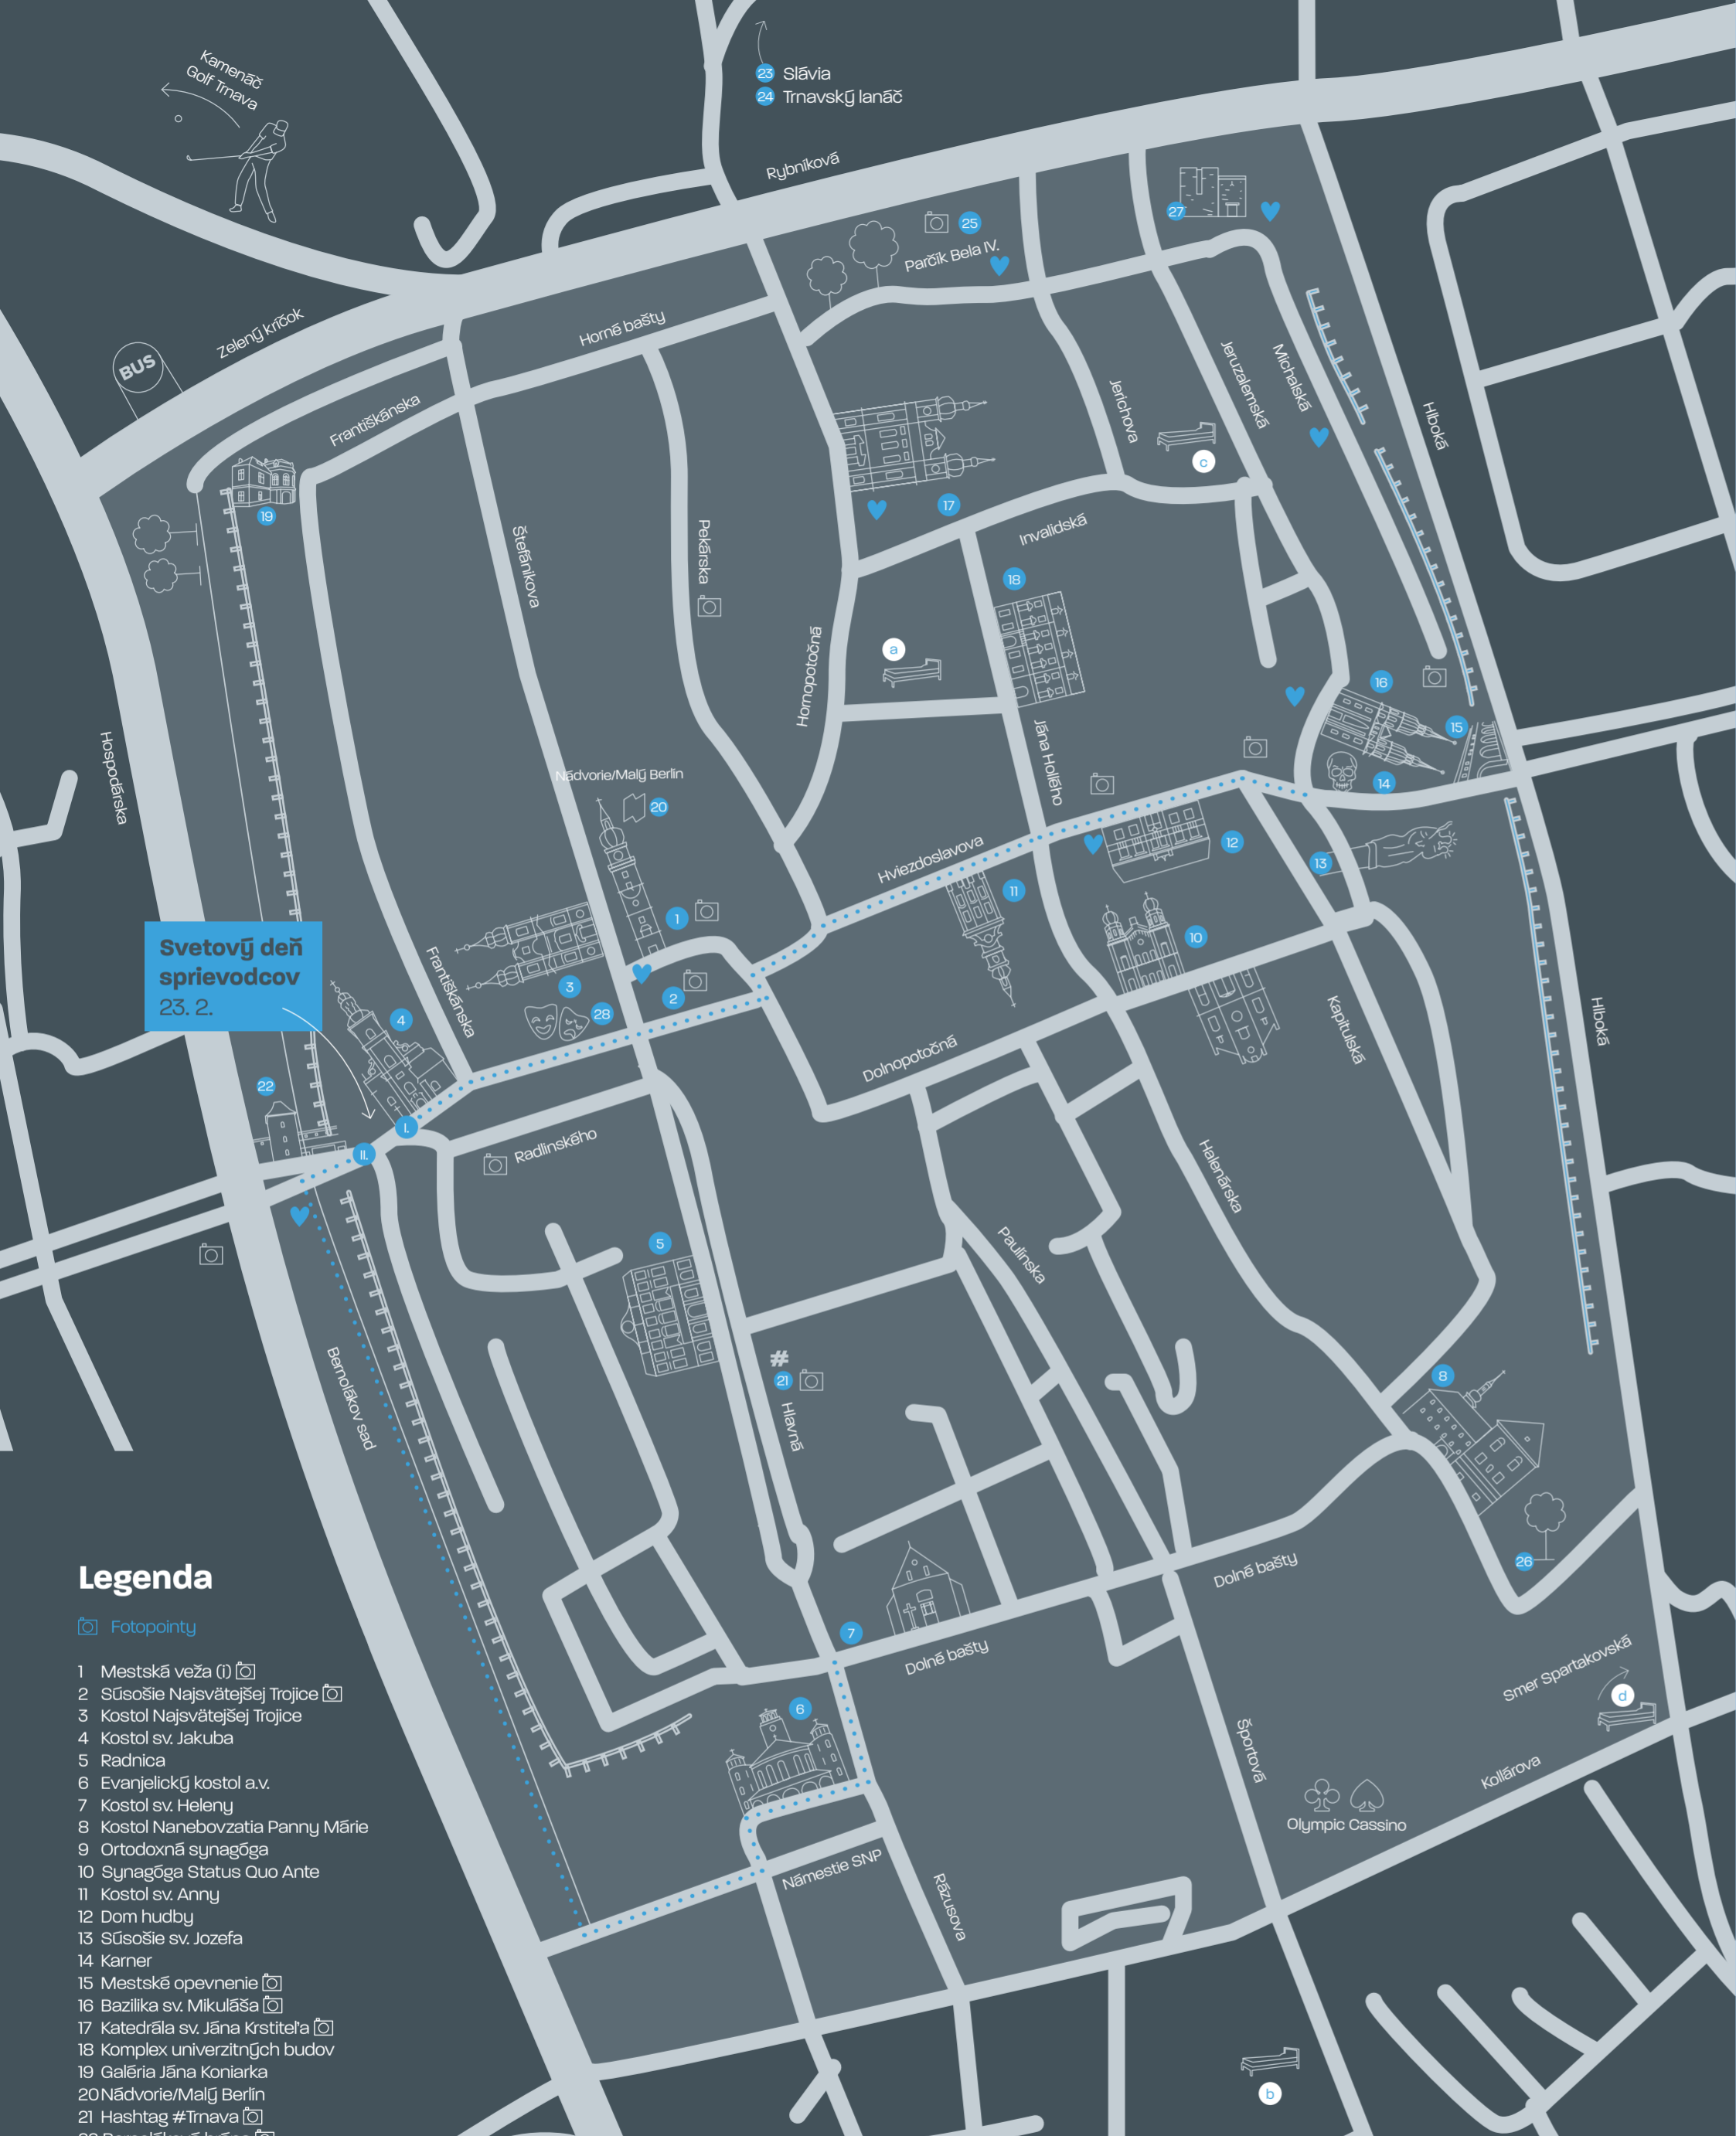 Kamenáč
Golf Trnava
23 Slávia
24 Trnavský lanáč
Rybníková
27
25
Parčík Bela IV.
Zelený kríčok
BUS
Horné bašty
Františkánska
Jerichova
Jeruzalemská
Michalská
Hlboká
c
17
19
Štefánikova
Pekárska
Invalidská
18
Hornopotočná
a
16
15
14
Jána Hollého
Hospodárska
Nádvorie/Malý Berlín
20
Hviezdoslavova
12
13
11
1
10
Svetový deň
sprievodcov
23. 2.
Františkánska
3
2
28
4
Kapitulská
Hlboká
Dolnopotočná
22
I.
II.
Radlinského
Halenárska
5
Paulínska
Bernolákov sad
#
21
Hlavná
8
26
Dolné bašty
7
Dolné bašty
Smer Spartakovská
d
6
Športová
Kollárova
Olympic Cassino
Námestie SNP
Rázusova
b
Legenda
Fotopointy
1 Mestská veža (i)
2 Súsošie Najsvätejšej Trojice
3 Kostol Najsvätejšej Trojice
4 Kostol sv. Jakuba
5 Radnica
6 Evanjelický kostol a.v.
7 Kostol sv. Heleny
8 Kostol Nanebovzatia Panny Márie
9 Ortodoxná synagóga
10 Synagóga Status Quo Ante
11 Kostol sv. Anny
12 Dom hudby
13 Súsošie sv. Jozefa
14 Karner
15 Mestské opevnenie
16 Bazilika sv. Mikuláša
17 Katedrála sv. Jána Krstiteľa
18 Komplex univerzitných budov
19 Galéria Jána Koniarka
20 Nádvorie/Malý Berlín
21 Hashtag #Trnava